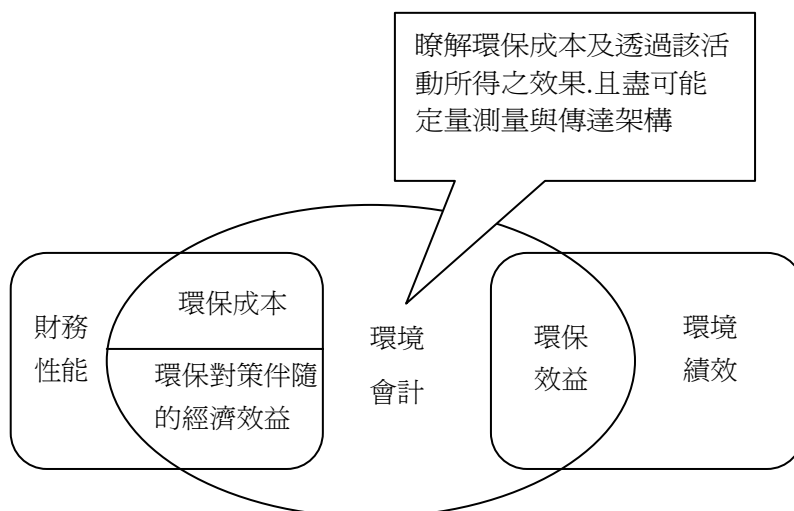 瞭解環保成本及透過該活
動所得之效果.且盡可能
定量測量與傳達架構
財務
性能
環保成本
環保對策伴隨
的經濟效益
環境
會計
環保
效益
環境
績效